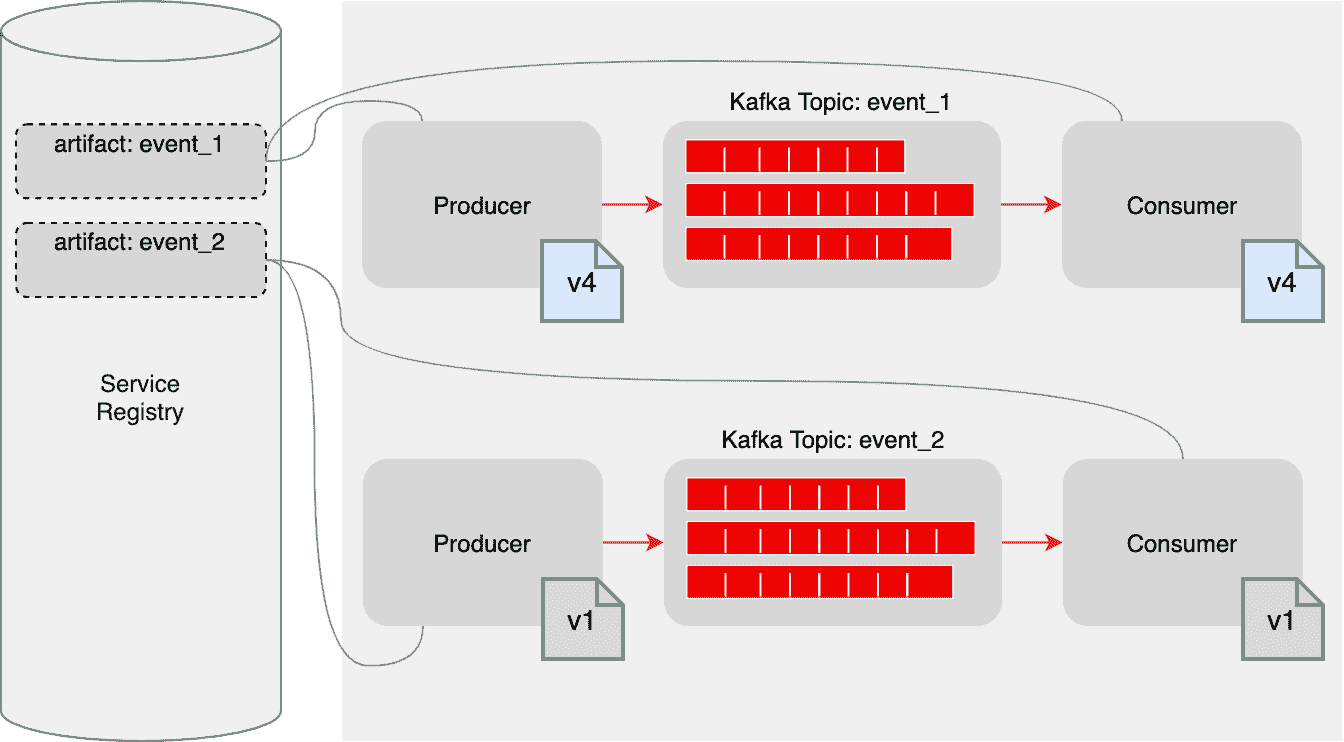 artifact: event_1
artifact: event_2
Service
Registry
Kafka Topic: event_1
Producer
Consumer
v4
v4
Kafka Topic: event_2
Producer
Consumer
v1
v1